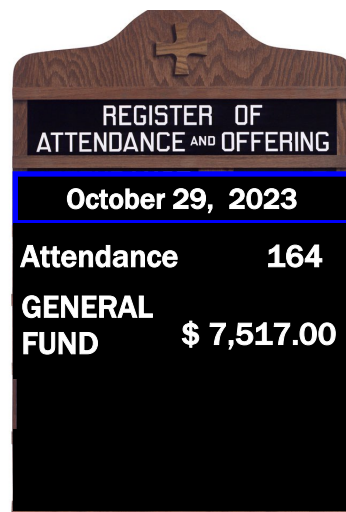 REGISTER OF
ATTENDANCE AND OFFERING
October 29, 2023
Attendance 164
GENERAL
FUND $ 7,517.00